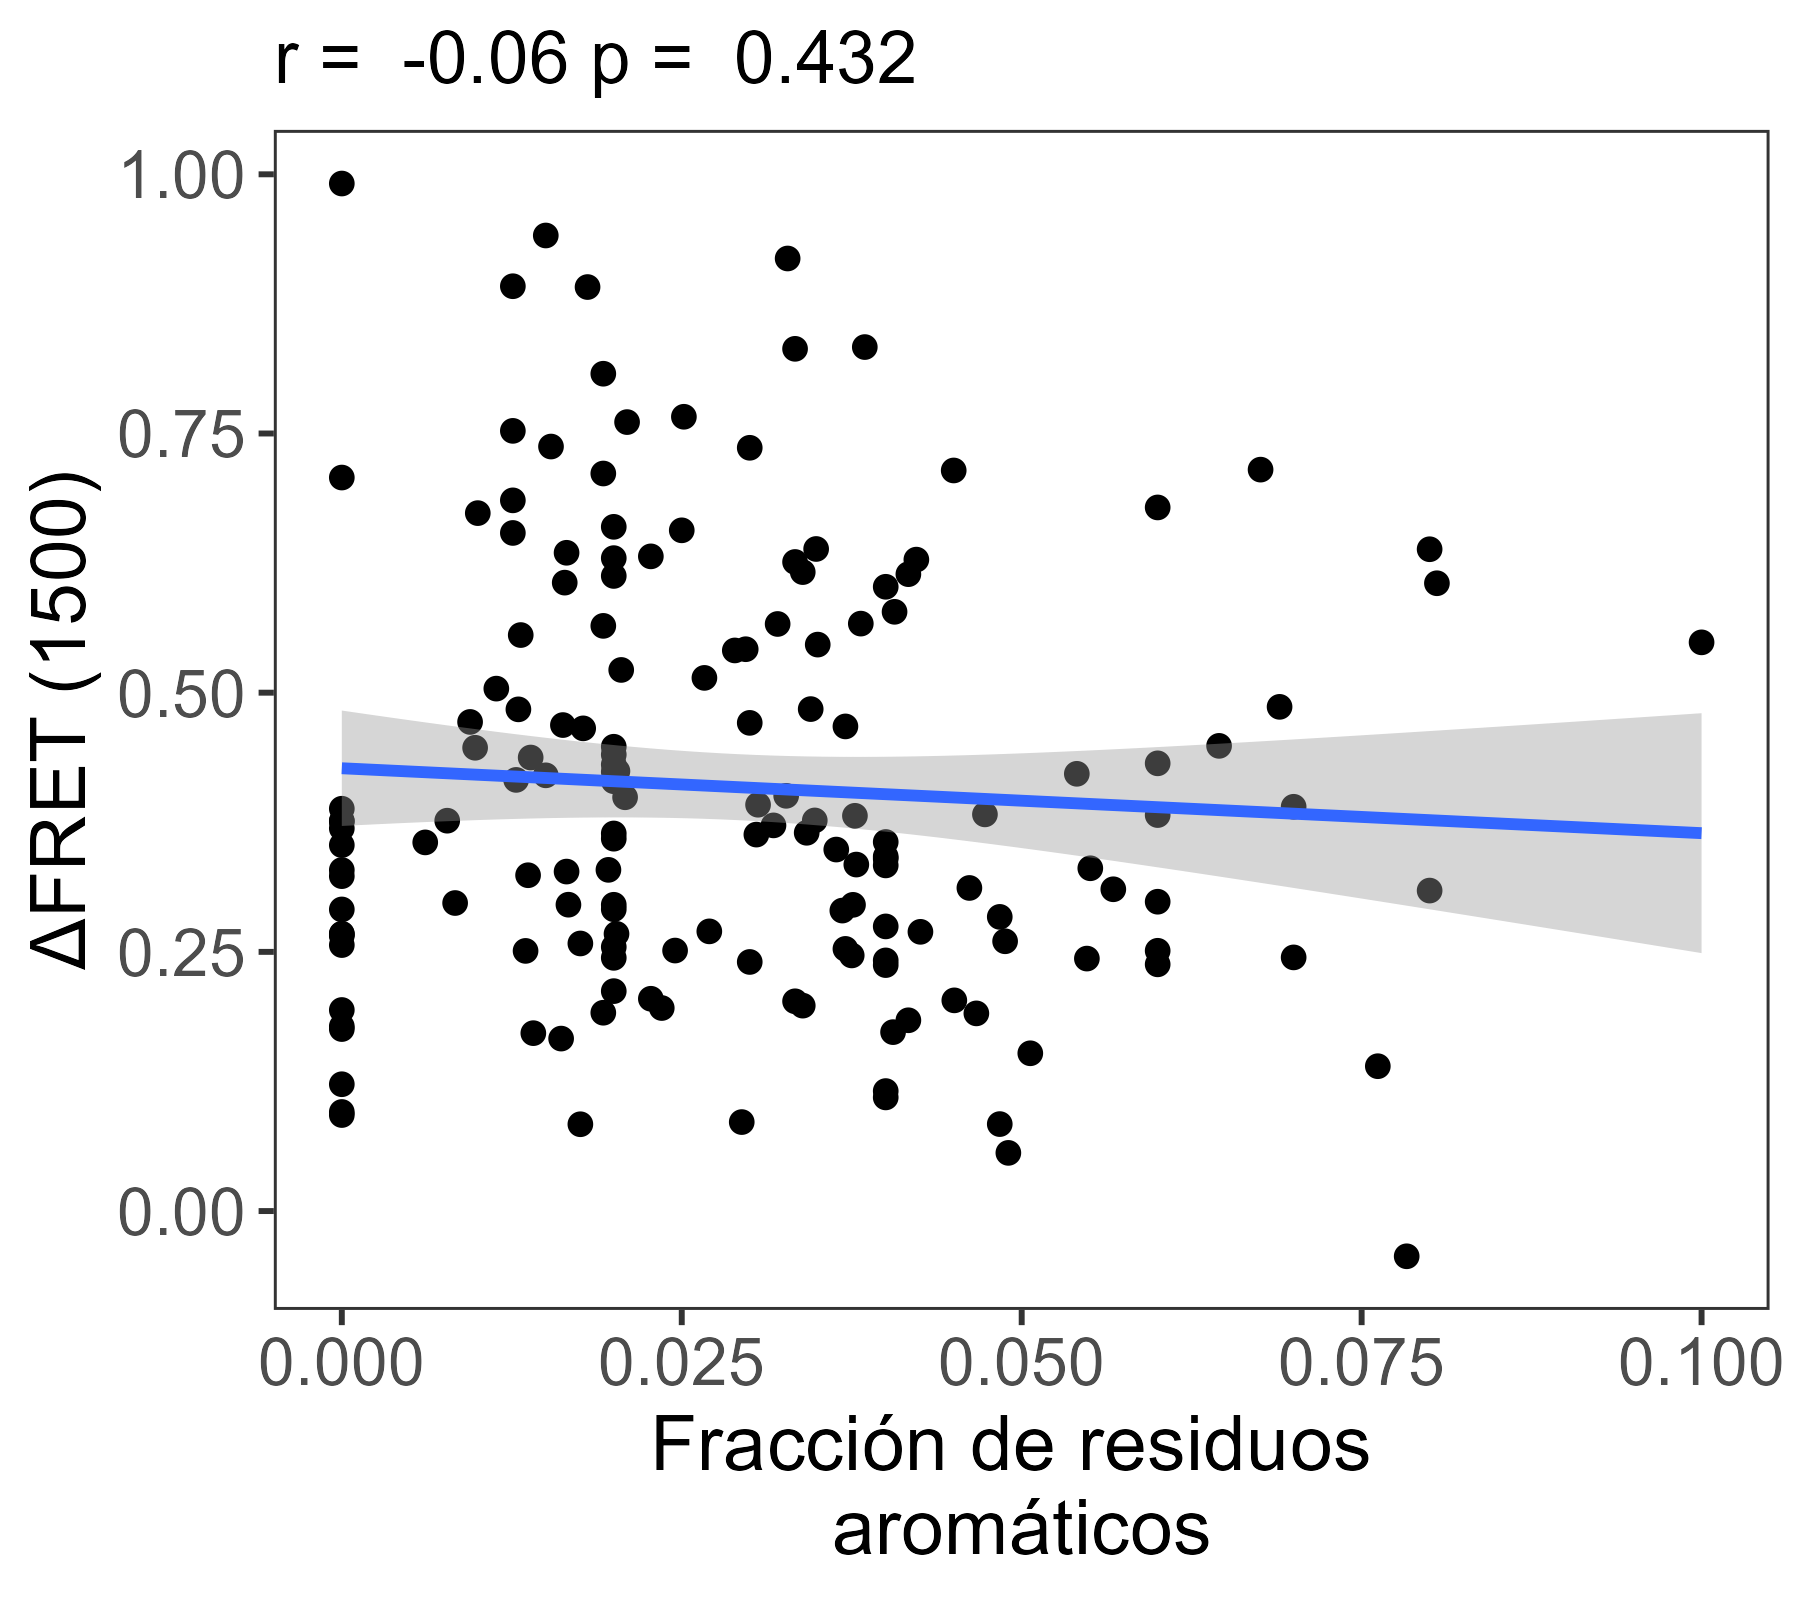 r = -0.06 p = 0.432
1.00
0.75
0.50
0.25
0.00
ΔFRET (1500)
0.000 0.025 0.050 0.075 0.100
Fracción de residuos
aromáticos